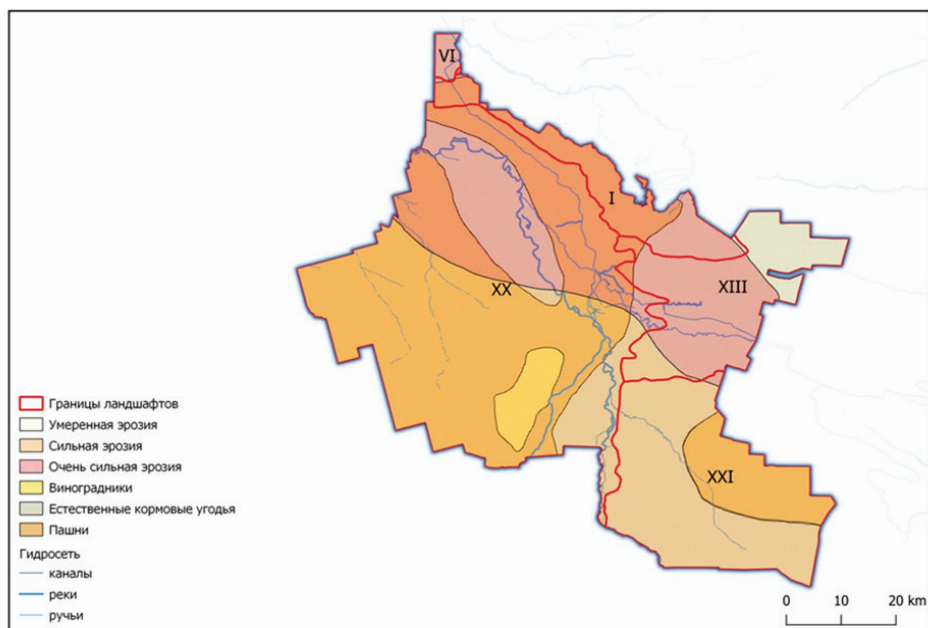 VI
I
XIII
XX
XXI
Границы ландшафтов
Умеренная эрозия
Сильная эрозия
Очень сильная эрозия
Виноградники
Естественные кормовые угодья
Пашни
Гидросеть
каналы
реки
ручьи
0 10 20 km